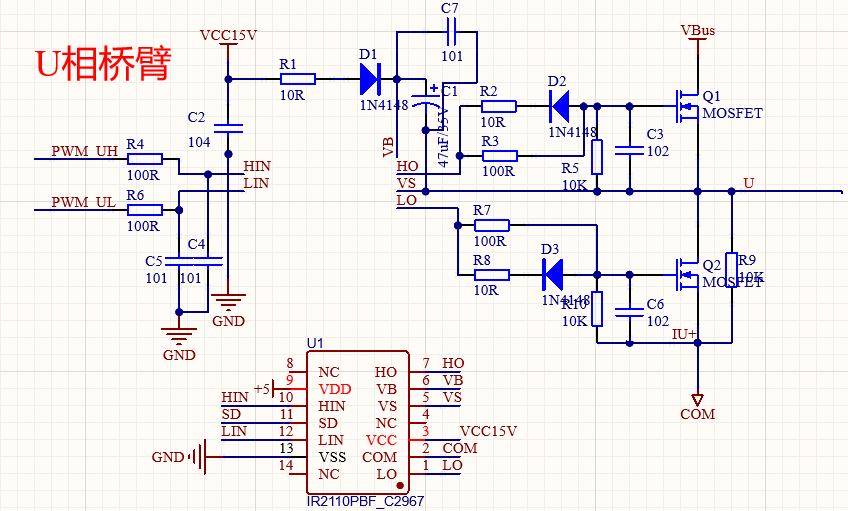 C7
VCC15V
VBus
U相桥臂
101
R1
D1
10R
1N4148
C1
47uF/35V
R2
D2
Q1
MOSFET
10R
1N4148
C2
104
C3
102
R4
R3
PWM_UH
VB
100R
100R
HIN
HO
R5
LIN
VS
10K
U
PWM_UL
R6
LO
100R
R7
100R
C4
C5
101
101
R8
D3
Q2
MOSFET
R9
10K
10R
1N4148
R10
10K
C6
102
GND
IU+
GND
U1
8
NC
HO
7
HO
+5
9
VDD
VB
6
VB
HIN
10
HIN
VS
5
VS
SD
11
SD
NC
4
LIN
12
LIN
VCC
3
VCC15V
GND
13
VSS
COM
2
COM
14
NC
LO
1
LO
COM
IR2110PBF_C2967